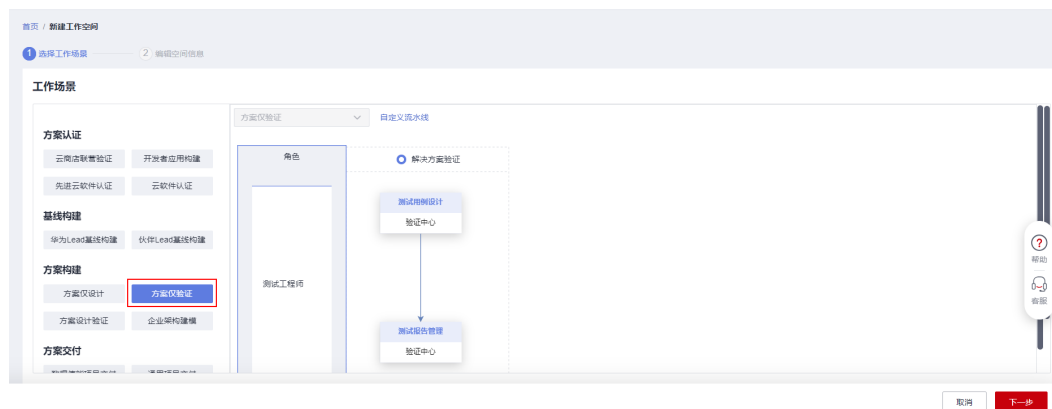 首页 / 新建工作空间
1 选择工作场景 2 编辑空间信息
工作场景
方案仅验证 自定义流水线
方案认证
云商店联营验证 开发者应用构建
先进云软件认证 云软件认证
基线构建
华为Lead基线构建 伙伴Lead基线构建
方案构建
方案仅设计 方案仅验证
方案设计验证 企业架构建模
方案交付
角色 解决方案验证
测试用例设计
验证中心
测试工程师
测试报告管理
验证中心
?
帮助
客服
取消 下一步